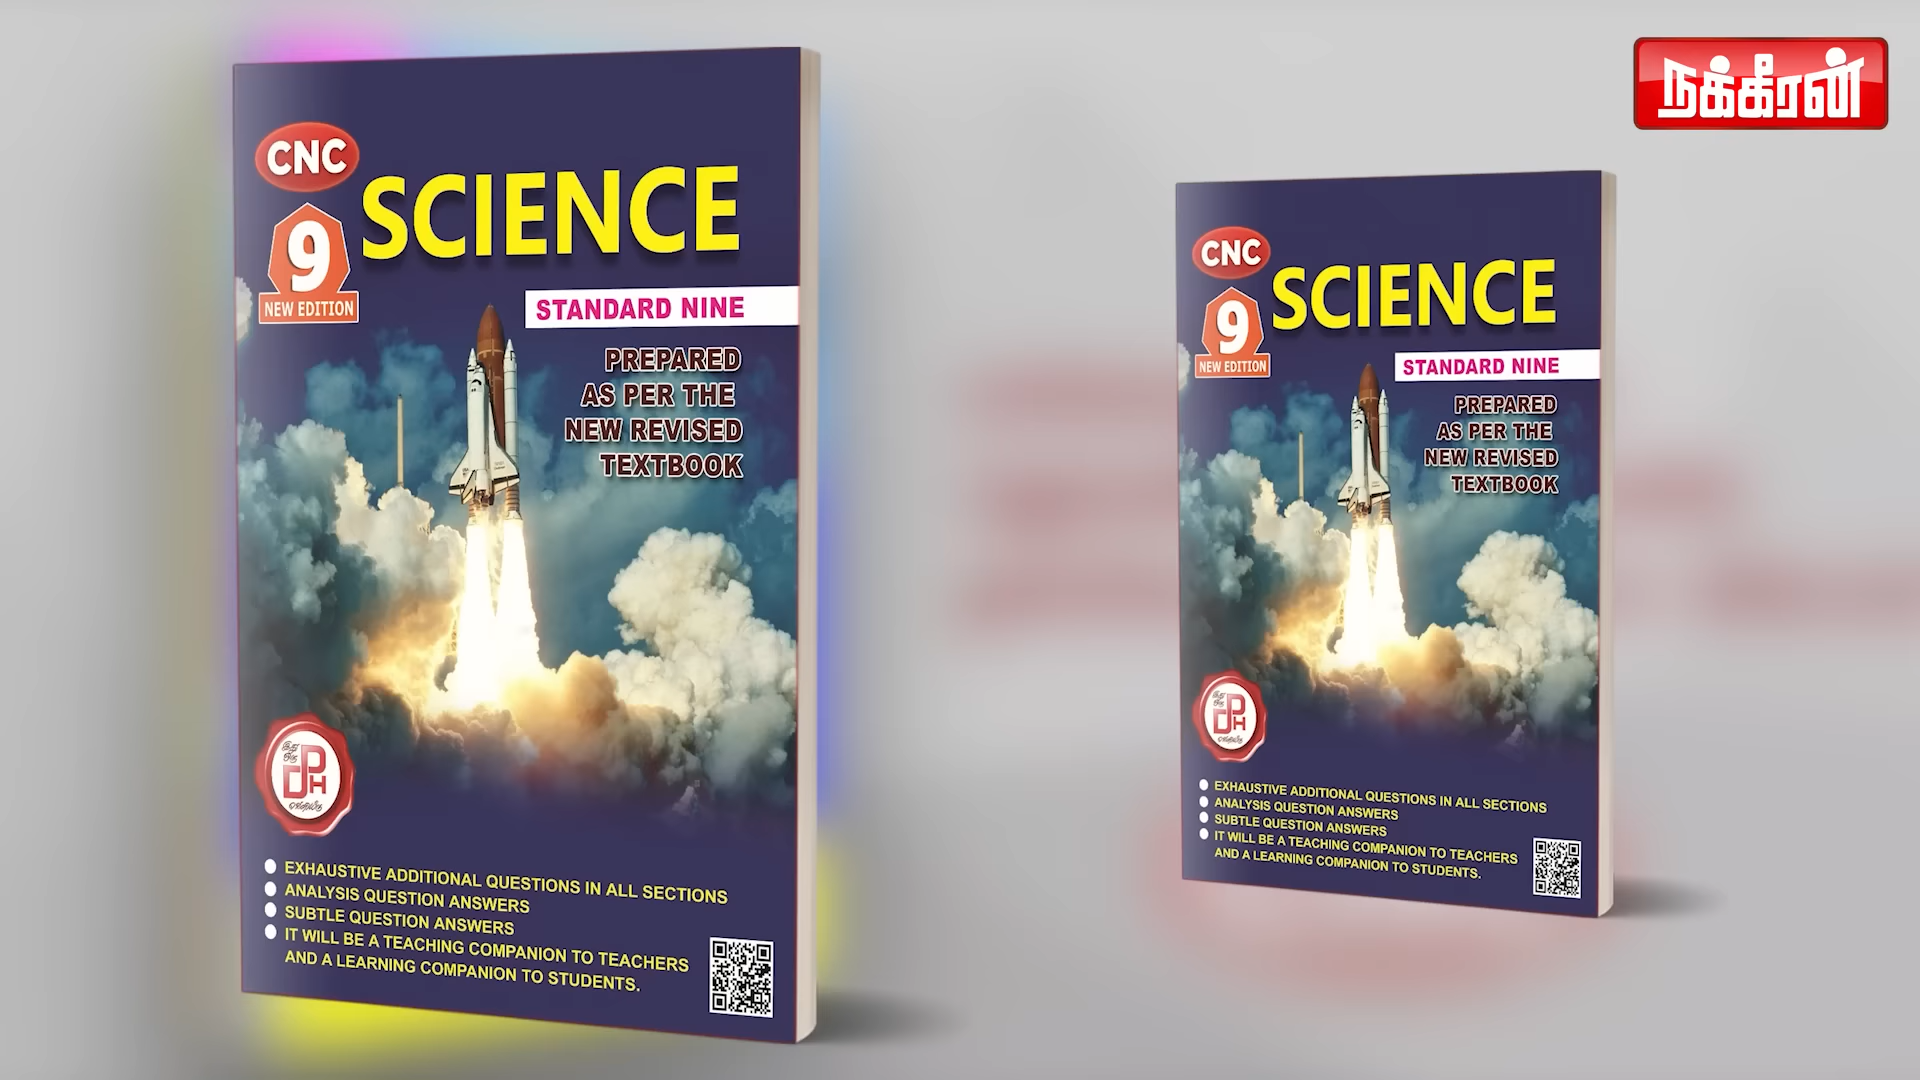 நக்கீரன்
CNC
SCIENCE
9
NEW EDITION
STANDARD NINE
PREPARED
AS PER THE
NEW REVISED
TEXTBOOK
EXHAUSTIVE ADDITIONAL QUESTIONS IN ALL SECTIONS
ANALYSIS QUESTION ANSWERS
SUBTLE QUESTION ANSWERS
IT WILL BE A TEACHING COMPANION TO TEACHERS
AND A LEARNING COMPANION TO STUDENTS.
CNC
SCIENCE
9
NEW EDITION
STANDARD NINE
PREPARED
AS PER THE
NEW REVISED
TEXTBOOK
EXHAUSTIVE ADDITIONAL QUESTIONS IN ALL SECTIONS
ANALYSIS QUESTION ANSWERS
SUBTLE QUESTION ANSWERS
IT WILL BE A TEACHING COMPANION TO TEACHERS
AND A LEARNING COMPANION TO STUDENTS.